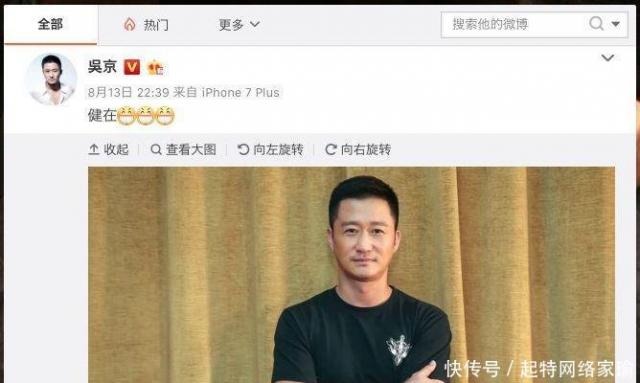 全部 热门 更多 搜索他的微博
吳京
8月13日 22:39 来自 iPhone 7 Plus
健在
收起 查看大图 向左旋转 向右旋转
快传号 / 起特网络家瑜